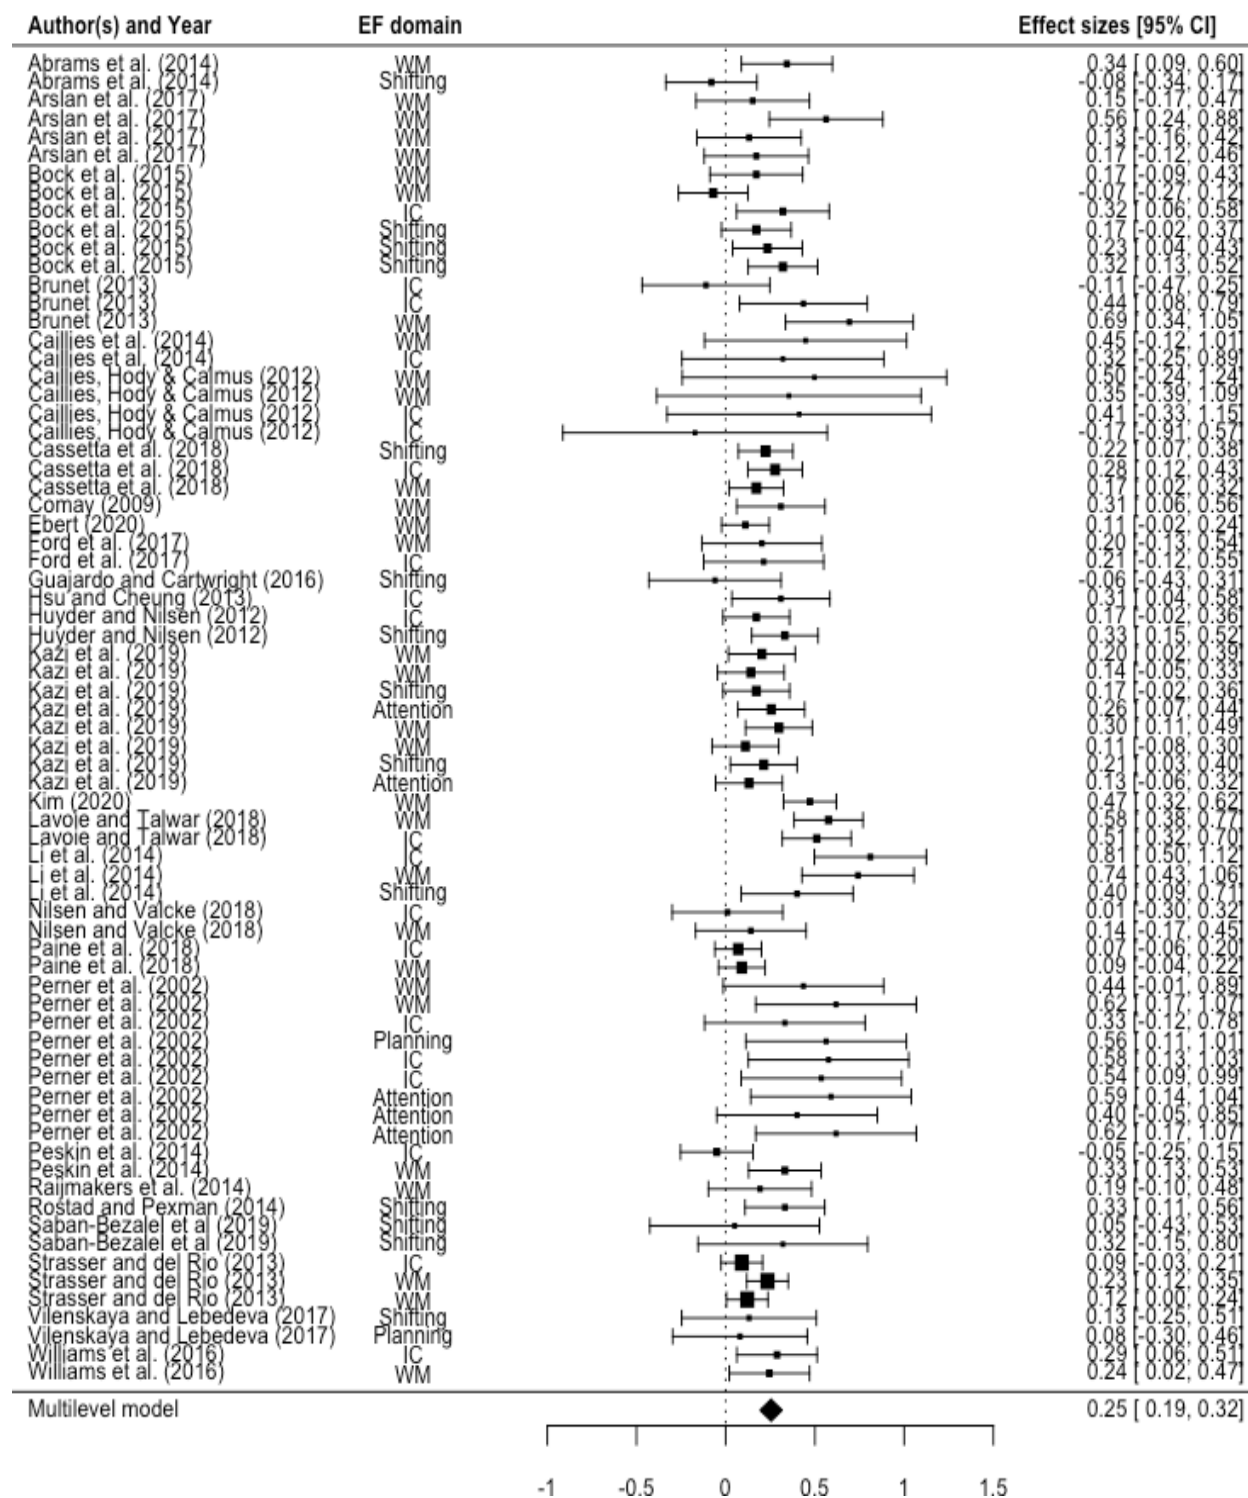 Author(s) and Year EF domain Effect sizes [95% CI]
Abrams et al. (2014) WM 0.34 [ 0.09, 0.60]
Abrams et al. (2014) Shifting -0.08 [-0.34, 0.17]
Arslan et al. (2017) WM 0.15 [-0.17, 0.47]
Arslan et al. (2017) WM 0.56 [ 0.24, 0.88]
Arslan et al. (2017) WM 0.13 [-0.16, 0.42]
Arslan et al. (2017) WM 0.17 [-0.12, 0.46]
Bock et al. (2015) WM 0.17 [-0.09, 0.43]
Bock et al. (2015) WM -0.07 [-0.27, 0.12]
Bock et al. (2015) IC 0.32 [ 0.06, 0.58]
Bock et al. (2015) Shifting 0.17 [-0.02, 0.37]
Bock et al. (2015) Shifting 0.23 [ 0.04, 0.43]
Bock et al. (2015) Shifting 0.32 [ 0.13, 0.52]
Brunet (2013) IC -0.11 [-0.47, 0.25]
Brunet (2013) IC 0.44 [ 0.08, 0.79]
Brunet (2013) WM 0.69 [ 0.34, 1.05]
Caillies et al. (2014) WM 0.45 [-0.12, 1.01]
Caillies et al. (2014) IC 0.32 [-0.25, 0.89]
Caillies, Hody & Calmus (2012) WM 0.50 [-0.24, 1.24]
Caillies, Hody & Calmus (2012) WM 0.35 [-0.39, 1.09]
Caillies, Hody & Calmus (2012) IC 0.41 [-0.33, 1.15]
Caillies, Hody & Calmus (2012) IC -0.17 [-0.91, 0.57]
Cassetta et al. (2018) Shifting 0.22 [ 0.07, 0.38]
Cassetta et al. (2018) IC 0.28 [ 0.12, 0.43]
Cassetta et al. (2018) WM 0.17 [ 0.02, 0.32]
Comay (2009) WM 0.31 [ 0.06, 0.56]
Ebert (2020) WM 0.11 [-0.02, 0.24]
Ford et al. (2017) WM 0.20 [-0.13, 0.54]
Ford et al. (2017) IC 0.21 [-0.12, 0.55]
Guajardo and Cartwright (2016) Shifting -0.06 [-0.43, 0.31]
Hsu and Cheung (2013) IC 0.31 [ 0.04, 0.58]
Huyder and Nilsen (2012) IC 0.17 [-0.02, 0.36]
Huyder and Nilsen (2012) Shifting 0.33 [ 0.15, 0.52]
Kazi et al. (2019) WM 0.20 [ 0.02, 0.39]
Kazi et al. (2019) WM 0.14 [-0.05, 0.33]
Kazi et al. (2019) Shifting 0.17 [-0.02, 0.36]
Kazi et al. (2019) Attention 0.26 [ 0.07, 0.44]
Kazi et al. (2019) WM 0.30 [ 0.11, 0.49]
Kazi et al. (2019) WM 0.11 [-0.08, 0.30]
Kazi et al. (2019) Shifting 0.21 [ 0.03, 0.40]
Kazi et al. (2019) Attention 0.13 [-0.06, 0.32]
Kim (2020) WM 0.47 [ 0.32, 0.62]
Lavoie and Talwar (2018) WM 0.58 [ 0.38, 0.77]
Lavoie and Talwar (2018) IC 0.51 [ 0.32, 0.70]
Li et al. (2014) IC 0.81 [ 0.50, 1.12]
Li et al. (2014) WM 0.74 [ 0.43, 1.06]
Li et al. (2014) Shifting 0.40 [ 0.09, 0.71]
Nilsen and Valcke (2018) IC 0.01 [-0.30, 0.32]
Nilsen and Valcke (2018) WM 0.14 [-0.17, 0.45]
Paine et al. (2018) IC 0.07 [-0.06, 0.20]
Paine et al. (2018) WM 0.09 [-0.04, 0.22]
Perner et al. (2002) WM 0.44 [-0.01, 0.89]
Perner et al. (2002) WM 0.62 [ 0.17, 1.07]
Perner et al. (2002) IC 0.33 [-0.12, 0.78]
Perner et al. (2002) Planning 0.56 [ 0.11, 1.01]
Perner et al. (2002) IC 0.58 [ 0.13, 1.03]
Perner et al. (2002) IC 0.54 [ 0.09, 0.99]
Perner et al. (2002) Attention 0.59 [ 0.14, 1.04]
Perner et al. (2002) Attention 0.40 [-0.05, 0.85]
Perner et al. (2002) Attention 0.62 [ 0.17, 1.07]
Peskin et al. (2014) IC -0.05 [-0.25, 0.15]
Peskin et al. (2014) WM 0.33 [ 0.13, 0.53]
Raijmakers et al. (2014) WM 0.19 [-0.10, 0.48]
Rostad and Pexman (2014) Shifting 0.33 [ 0.11, 0.56]
Saban-Bezalel et al (2019) Shifting 0.05 [-0.43, 0.53]
Saban-Bezalel et al (2019) Shifting 0.32 [-0.15, 0.80]
Strasser and del Rio (2013) IC 0.09 [-0.03, 0.21]
Strasser and del Rio (2013) WM 0.23 [ 0.12, 0.35]
Strasser and del Rio (2013) WM 0.12 [ 0.00, 0.24]
Vilenskaya and Lebedeva (2017) Shifting 0.13 [-0.25, 0.51]
Vilenskaya and Lebedeva (2017) Planning 0.08 [-0.30, 0.46]
Williams et al. (2016) IC 0.29 [ 0.06, 0.51]
Williams et al. (2016) WM 0.24 [ 0.02, 0.47]
Multilevel model 0.25 [ 0.19, 0.32]
-1 -0.5 0 0.5 1 1.5